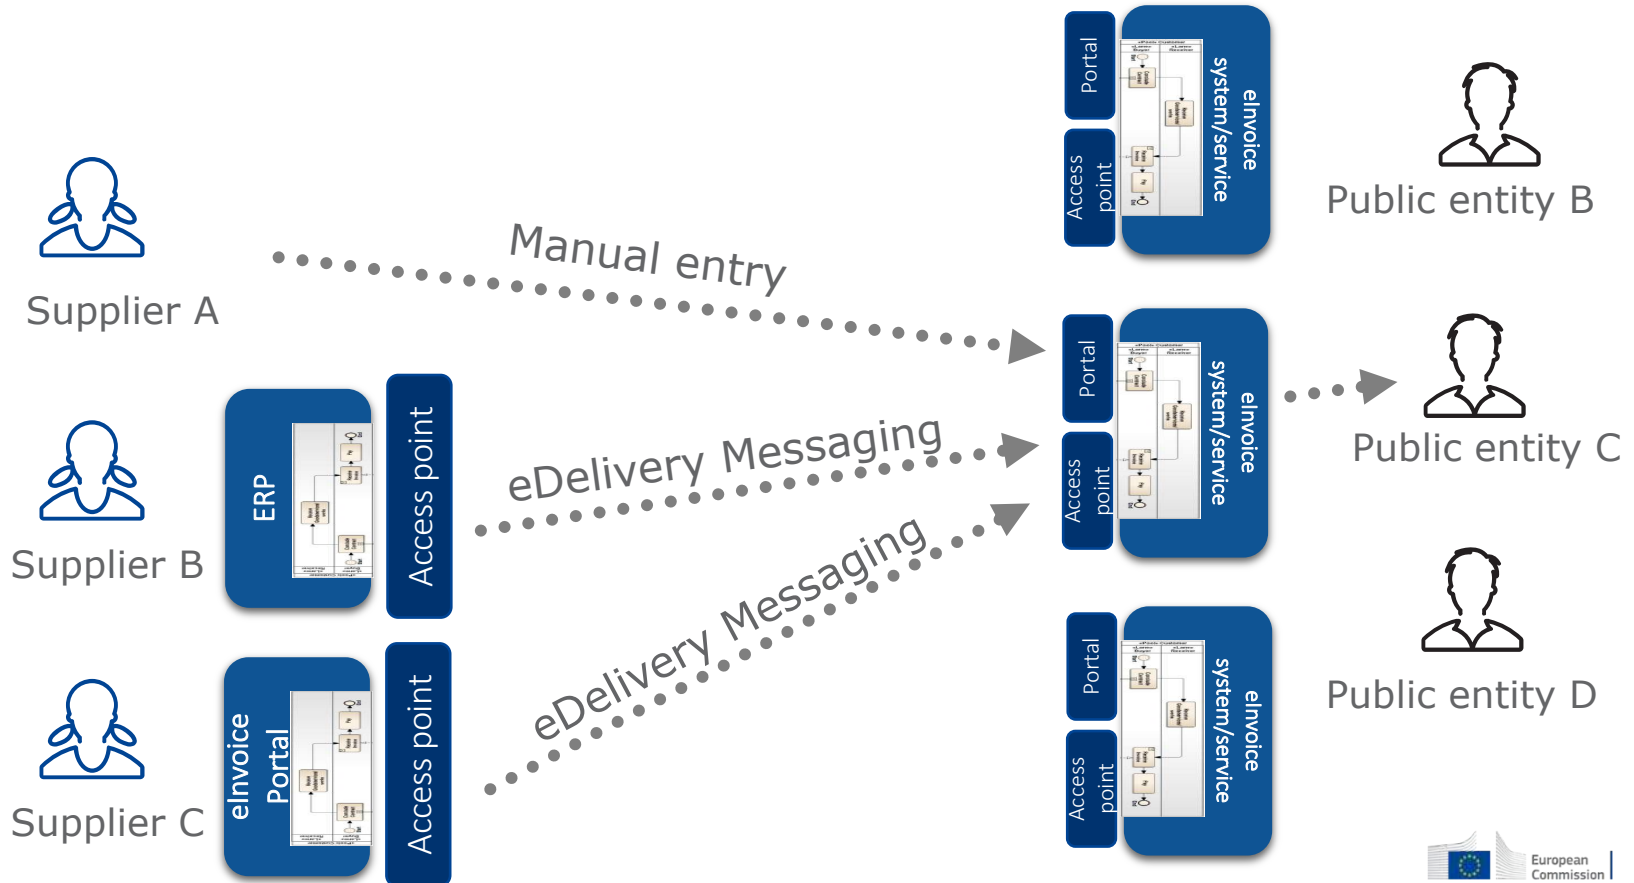 Portal
Access
point
eInvoice
system/service
Public entity B
Supplier A
Manual entry
Portal
Access
point
eInvoice
system/service
Public entity C
Supplier B
ERP
Access point
eDelivery Messaging
Supplier C
eInvoice
Portal
Access point
eDelivery Messaging
Portal
Access
point
eInvoice
system/service
Public entity D
European
Commission